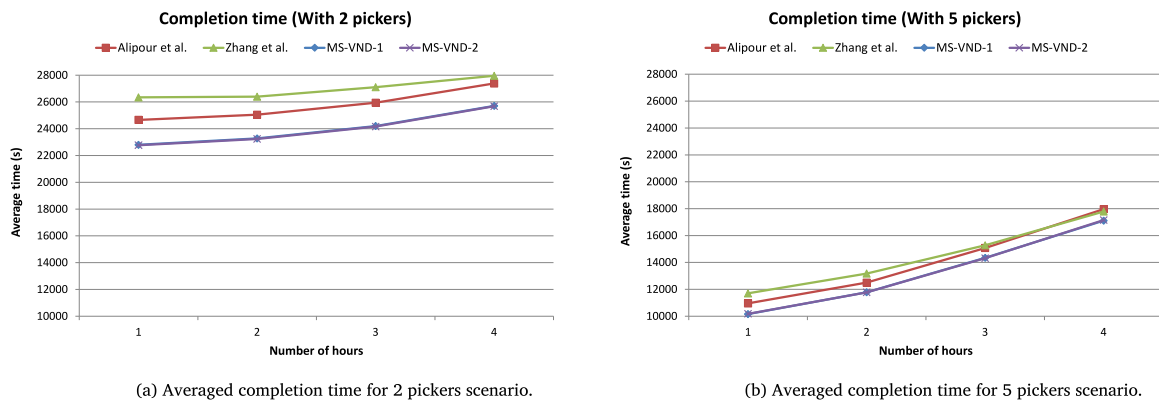 Completion time (With 2 pickers)
Alipour et al. Zhang et al. MS-VND-1 MS-VND-2
28000
26000
24000
22000
20000
18000
16000
14000
12000
10000
Average time (s)
1 2 3 4
Number of hours
(a) Averaged completion time for 2 pickers scenario.
Completion time (With 5 pickers)
Alipour et al. Zhang et al. MS-VND-1 MS-VND-2
28000
26000
24000
22000
20000
18000
16000
14000
12000
10000
Average time (s)
1 2 3 4
Number of hours
(b) Averaged completion time for 5 pickers scenario.